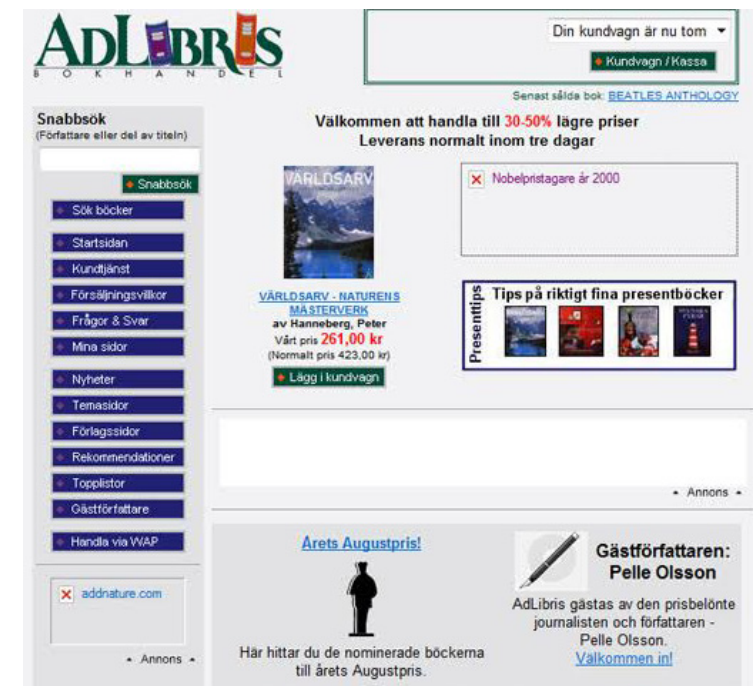 ADLIBRIS
BOKHANDEL
Din kundvagn är nu tom
Kundvagn / Kassa
Senast sålda bok: BEATLES ANTHOLOGY
Snabbsök
(Författare eller del av titeln)
Snabbsök
Sök böcker
Startsidan
Kundtjänst
Försäljningsvillkor
Frågor & Svar
Mina sidor
Nyheter
Temasidor
Förlagssidor
Rekommendationer
Topplistor
Gästförfattare
Handla via WAP
addnature.com
Annons
Välkommen att handla till 30-50% lägre priser
Leverans normalt inom tre dagar
VÄRLDSARV
VÄRLDSARV - NATURENS
MÄSTERVERK
av Hanneberg, Peter
Vårt pris 261,00 kr
(Normalt pris 423,00 kr)
Lägg i kundvagn
Nobelpristagare år 2000
Presenttips
Tips på riktigt fina presentböcker
Annons
Årets Augustpris!
Här hittar du de nominerade böckerna
till årets Augustpris.
Gästförfattaren:
Pelle Olsson
AdLibris gästas av den prisbelönte
journalisten och författaren -
Pelle Olsson.
Välkommen in!